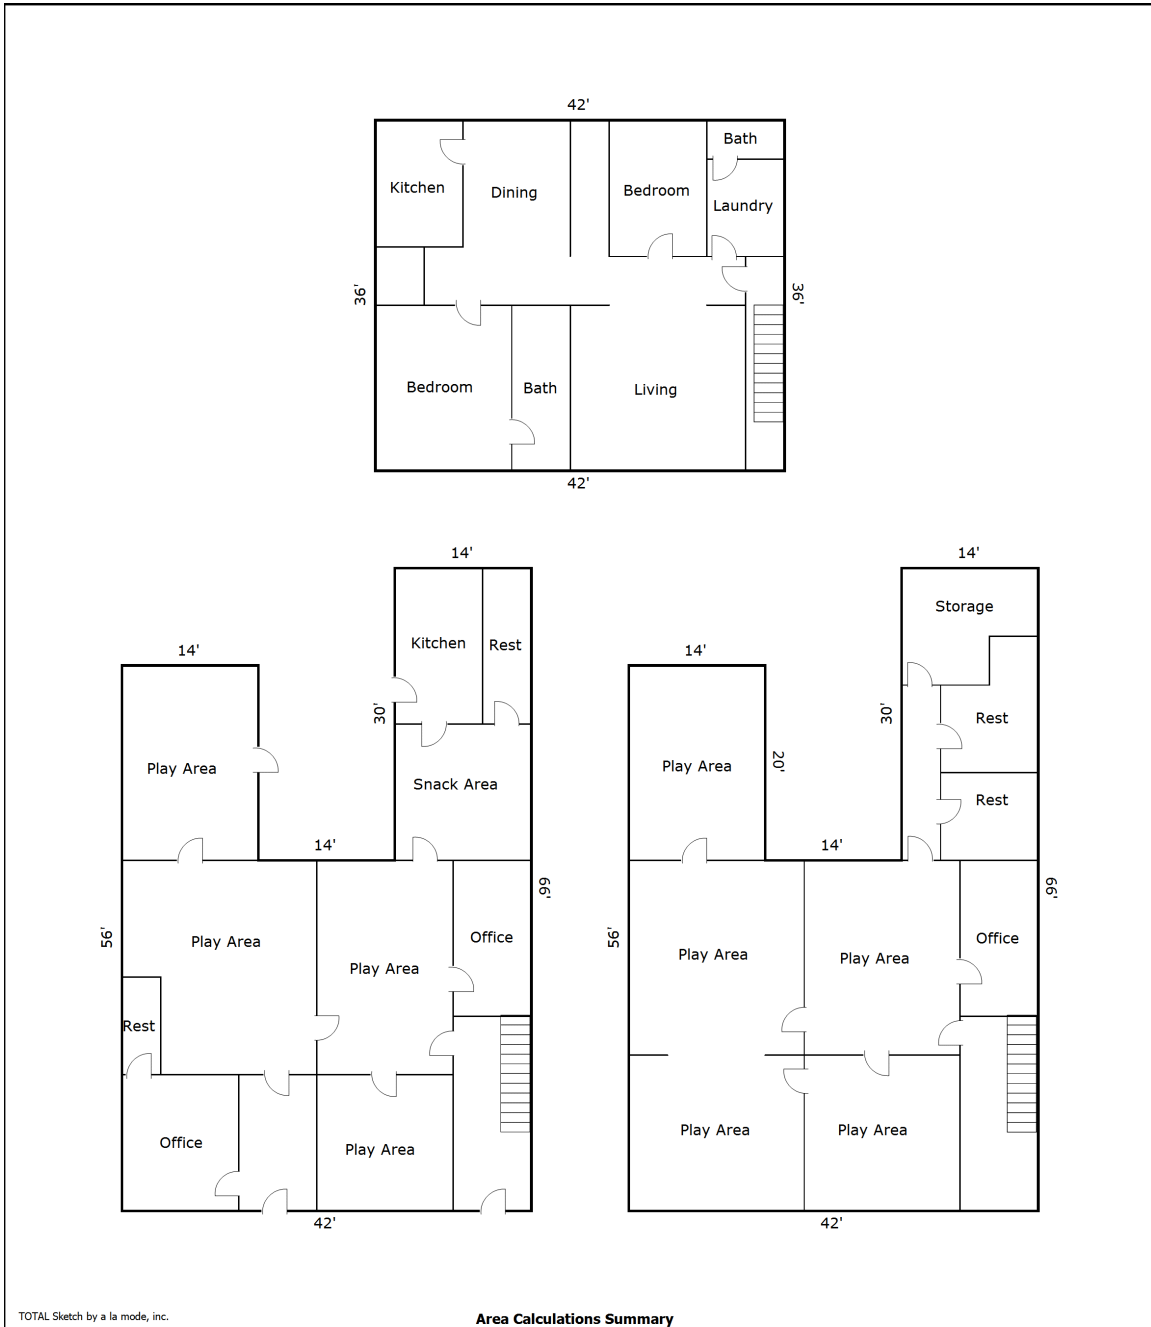 42'
Bath
Kitchen
Dining
Bedroom
Laundry
36'
36'
Bedroom
Bath
Living
42'
14'
14'
Storage
Kitchen
Rest
14'
14'
30'
30'
Rest
Play Area
Play Area
20'
Snack Area
Rest
14'
14'
66'
66'
56'
Play Area
Office
56'
Play Area
Play Area
Office
Play Area
Rest
Office
Play Area
Play Area
Play Area
42'
42'
TOTAL Sketch by a la mode, inc.
Area Calculations Summary